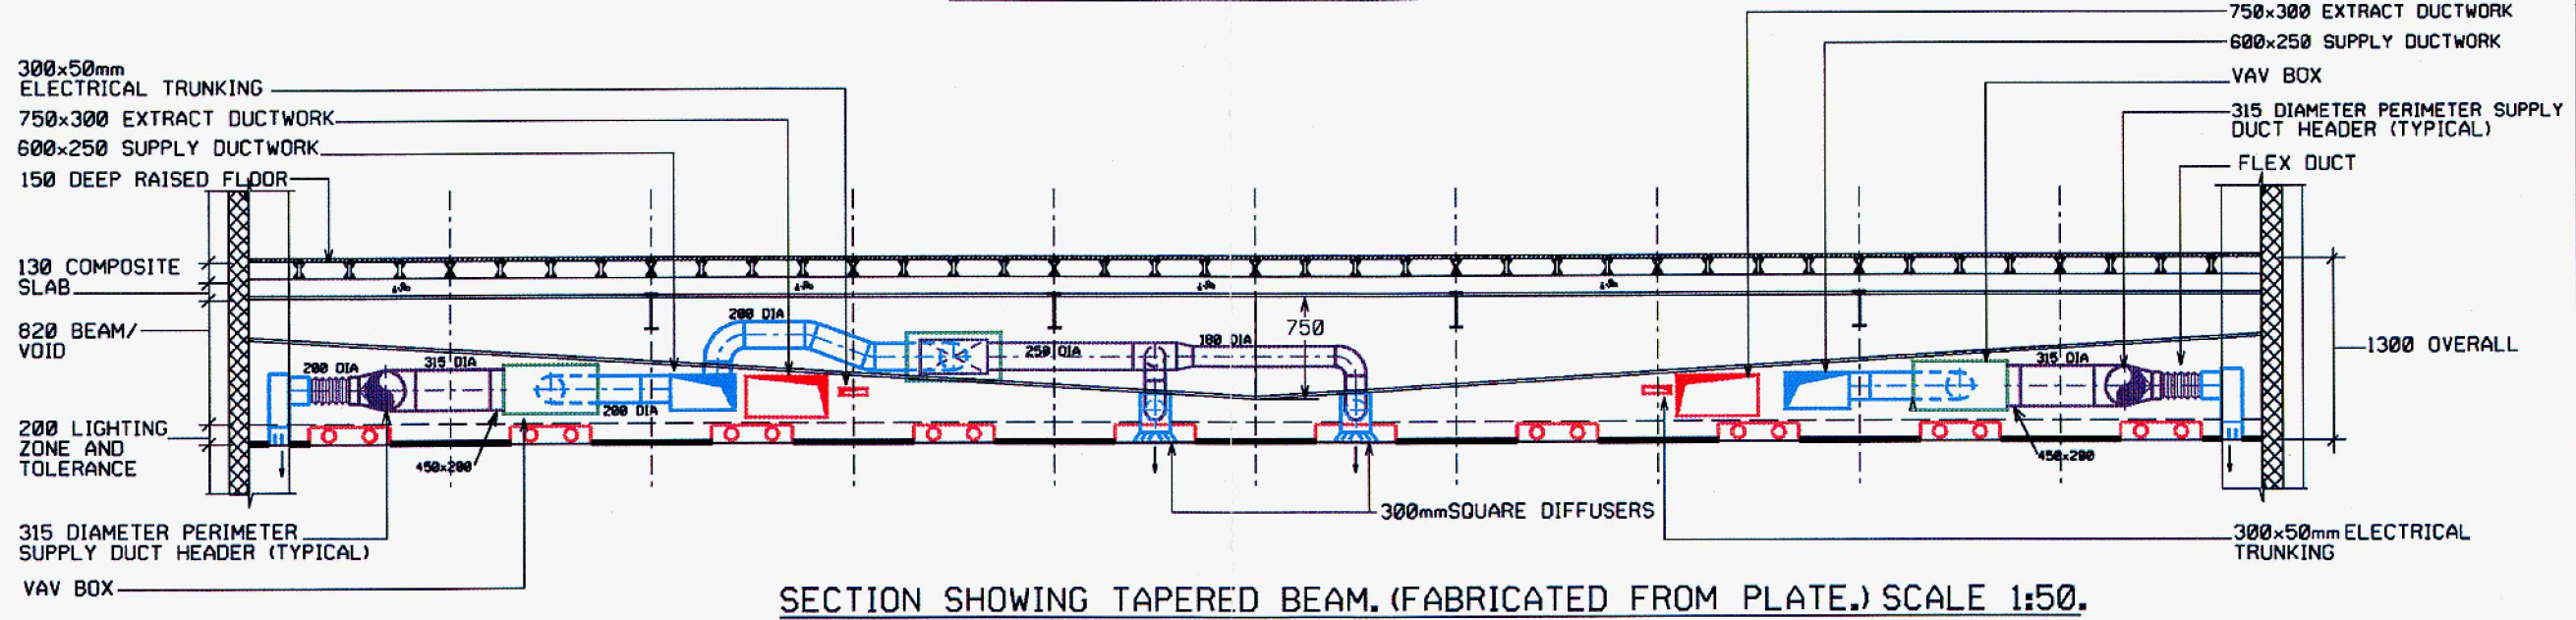 300x50mm
ELECTRICAL TRUNKING
750x300 EXTRACT DUCTWORK
600x250 SUPPLY DUCTWORK
150 DEEP RAISED FLOOR
130 COMPOSITE
SLAB
820 BEAM/
VOID
200 LIGHTING
ZONE AND
TOLERANCE
315 DIAMETER PERIMETER
SUPPLY DUCT HEADER (TYPICAL)
VAV BOX
200 DIA
315 DIA
200 DIA
450x200
200 DIA
250 DIA
180 DIA
750
300mmSQUARE DIFFUSERS
315 DIA
450x200
750x300 EXTRACT DUCTWORK
600x250 SUPPLY DUCTWORK
VAV BOX
315 DIAMETER PERIMETER SUPPLY
DUCT HEADER (TYPICAL)
FLEX DUCT
1300 OVERALL
300x50mm ELECTRICAL
TRUNKING
SECTION SHOWING TAPERED BEAM. (FABRICATED FROM PLATE.) SCALE 1:50.